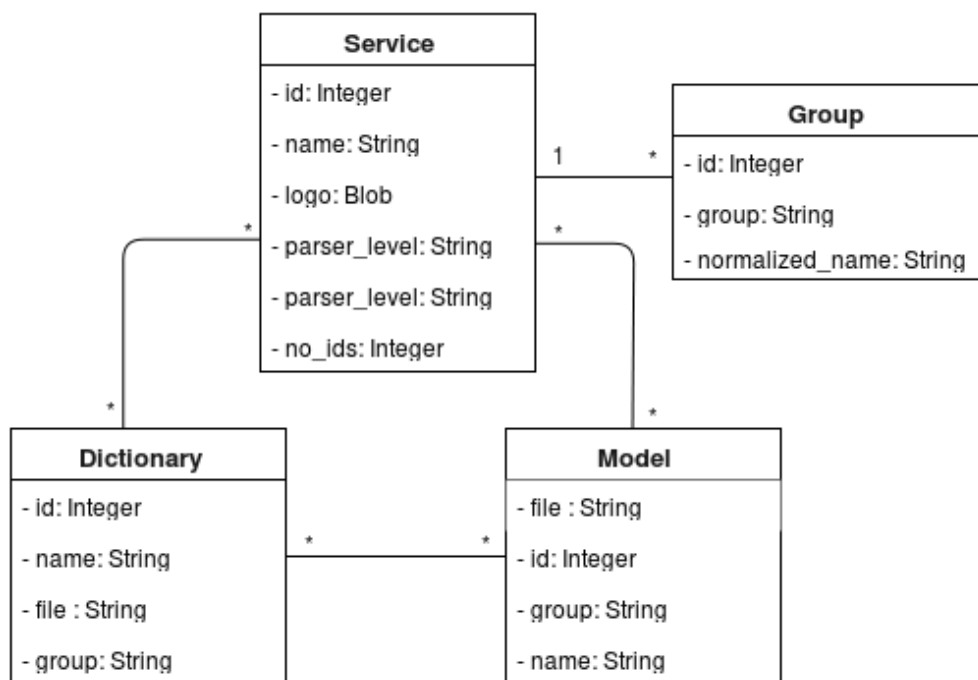 Service
- id: Integer
- name: String
- logo: Blob
- parser_level: String
- parser_level: String
- no_ids: Integer
Group
- id: Integer
- group: String
- normalized_name: String
1
*
*
*
*
*
Dictionary
- id: Integer
- name: String
- file : String
- group: String
*
*
Model
- file : String
- id: Integer
- group: String
- name: String